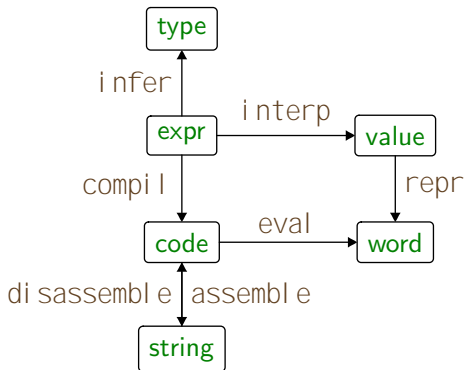 type
infer
interp
expr
value
compil
repr
eval
code
word
disassemble assemble
string